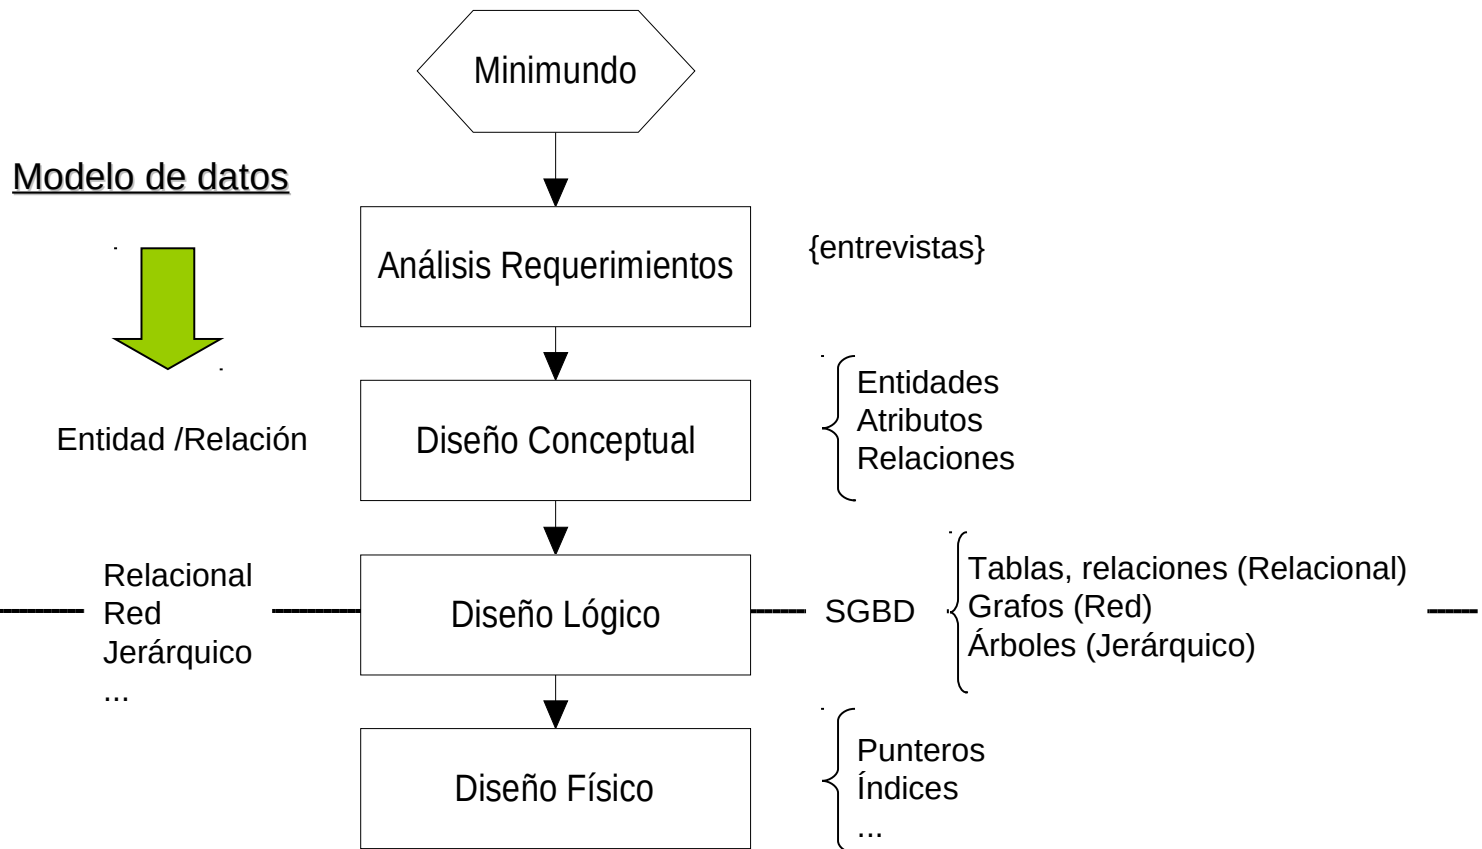 Minimundo
Modelo de datos
Análisis Requerimientos
{entrevistas}
Entidad /Relación
Diseño Conceptual
Entidades
Atributos
Relaciones
Relacional
Red
Jerárquico
...
Diseño Lógico
SGBD
Tablas, relaciones (Relacional)
Grafos (Red)
Árboles (Jerárquico)
Diseño Físico
Punteros
Índices
...